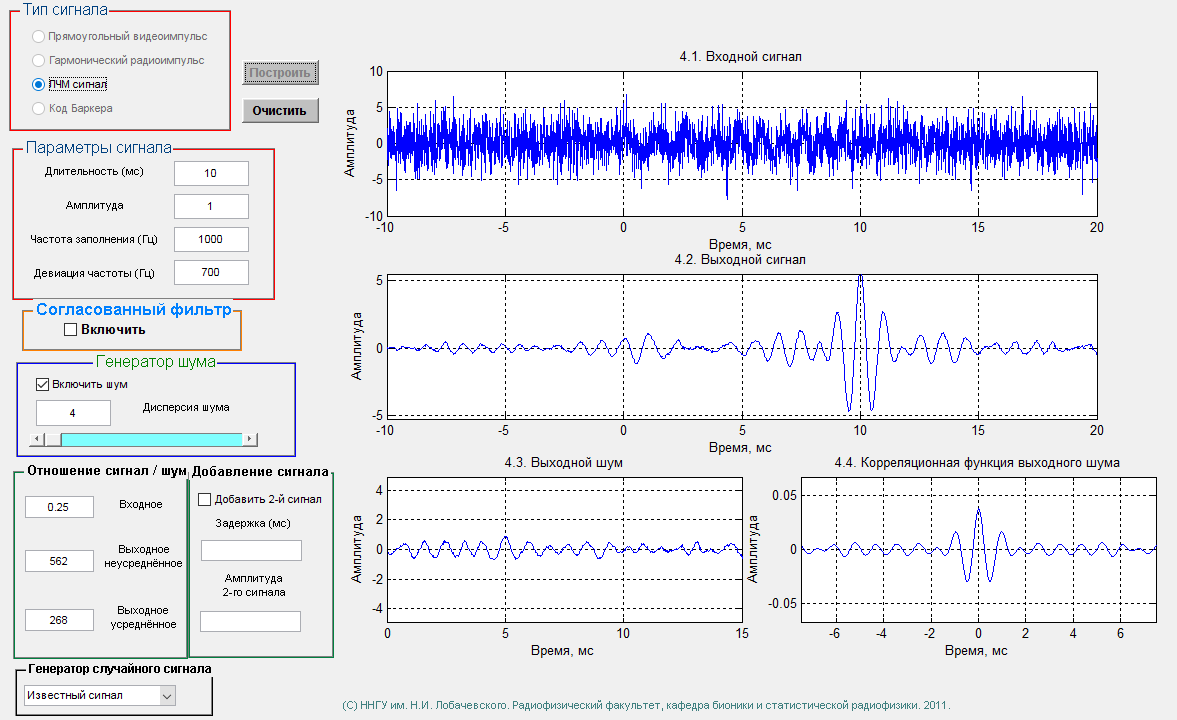 Тип сигнала
Прямоугольный видеоимпульс
Гармонический радиоимпульс
ЛЧМ сигнал
Код Баркера
Построить
Очистить
Параметры сигнала
Длительность (мс)
10
Амплитуда
1
Частота заполнения (Гц)
1000
Девиация частоты (Гц)
700
Согласованный фильтр
Включить
Генератор шума
Включить шум
4
Дисперсия шума
Отношение сигнал / шум
0.25
Входное
562
Выходное
неусреднённое
268
Выходное
усреднённое
Добавление сигнала
Добавить 2-й сигнал
Задержка (мс)
Амплитуда
2-го сигнала
Генератор случайного сигнала
Известный сигнал
4.1. Входной сигнал
Амплитуда
10
5
0
-5
-10
-10 -5 0 5 10 15 20
Время, мс
4.2. Выходной сигнал
Амплитуда
5
0
-5
-10 -5 0 5 10 15 20
Время, мс
4.3. Выходной шум
Амплитуда
4
2
0
-2
-4
0 5 10 15
Время, мс
4.4. Корреляционная функция выходного шума
Амплитуда
0.05
0
-0.05
-6 -4 -2 0 2 4 6
Время, мс
(С) ННГУ им. Н.И. Лобачевского. Радиофизический факультет, кафедра бионики и статистической радиофизики. 2011.